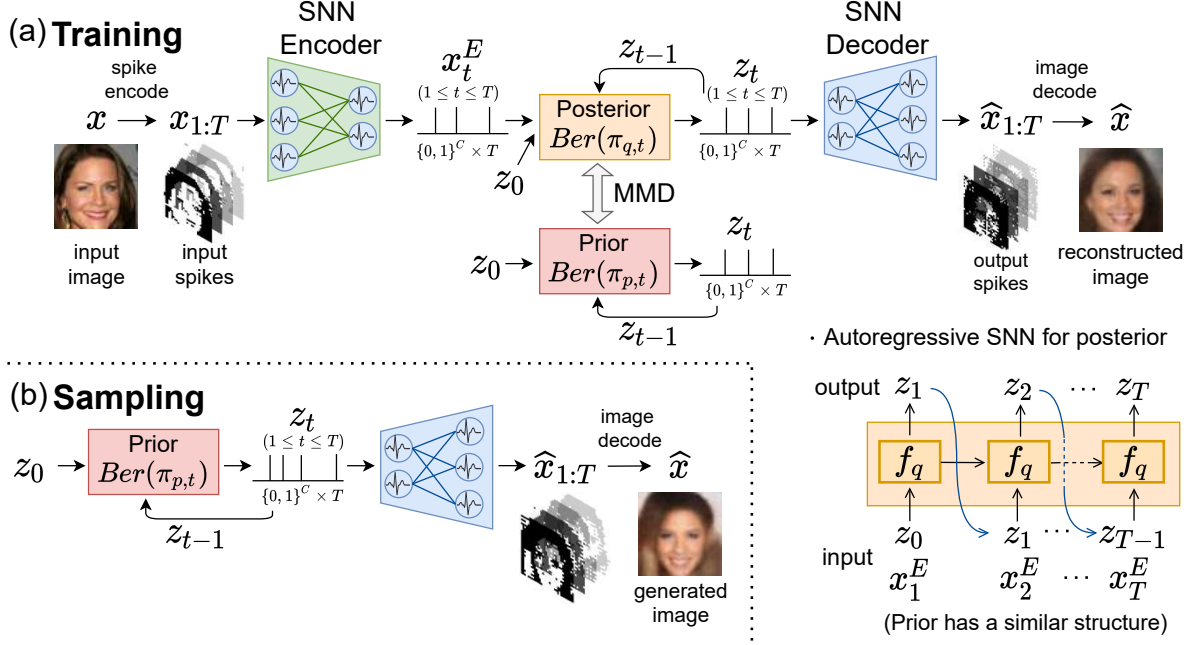 (a) Training
SNN
Encoder
SNN
Decoder
spike
encode
x
x_{1:T}
x_t^E
(1 ≤ t ≤ T)
{0, 1}^C × T
z_0
z_{t−1}
Posterior
Ber(π_{q,t})
z_t
(1 ≤ t ≤ T)
{0, 1}^C × T
image
decode
x̂_{1:T}
x̂
input
image
input
spikes
MMD
z_0
Prior
Ber(π_{p,t})
z_t
{0, 1}^C × T
z_{t−1}
output
spikes
reconstructed
image
(b) Sampling
z_0
Prior
Ber(π_{p,t})
z_t
(1 ≤ t ≤ T)
{0, 1}^C × T
z_{t−1}
image
decode
x̂_{1:T}
x̂
generated
image
· Autoregressive SNN for posterior
output z_1 z_2 ··· z_T
f_q f_q f_q
z_0 z_1 ··· z_{T−1}
input
x_1^E x_2^E ··· x_T^E
(Prior has a similar structure)